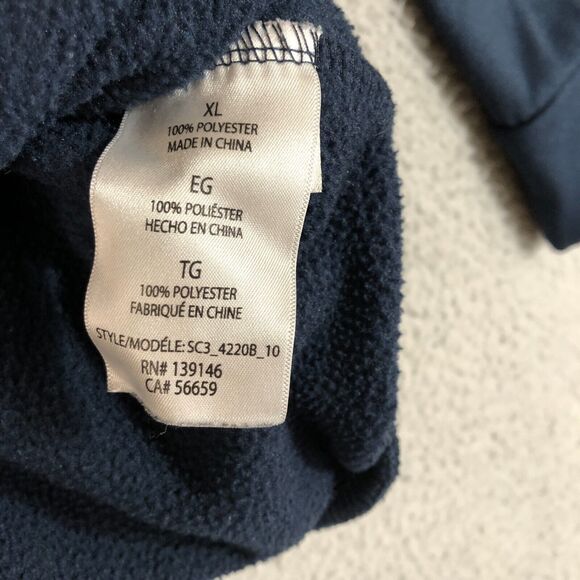 XL
100% POLYESTER
MADE IN CHINA
EG
100% POLIÉSTER
HECHO EN CHINA
TG
100% POLYESTER
FABRIQUÉ EN CHINE
STYLE/MODÉLE: SC3_4220B_10
RN# 139146
CA# 56659